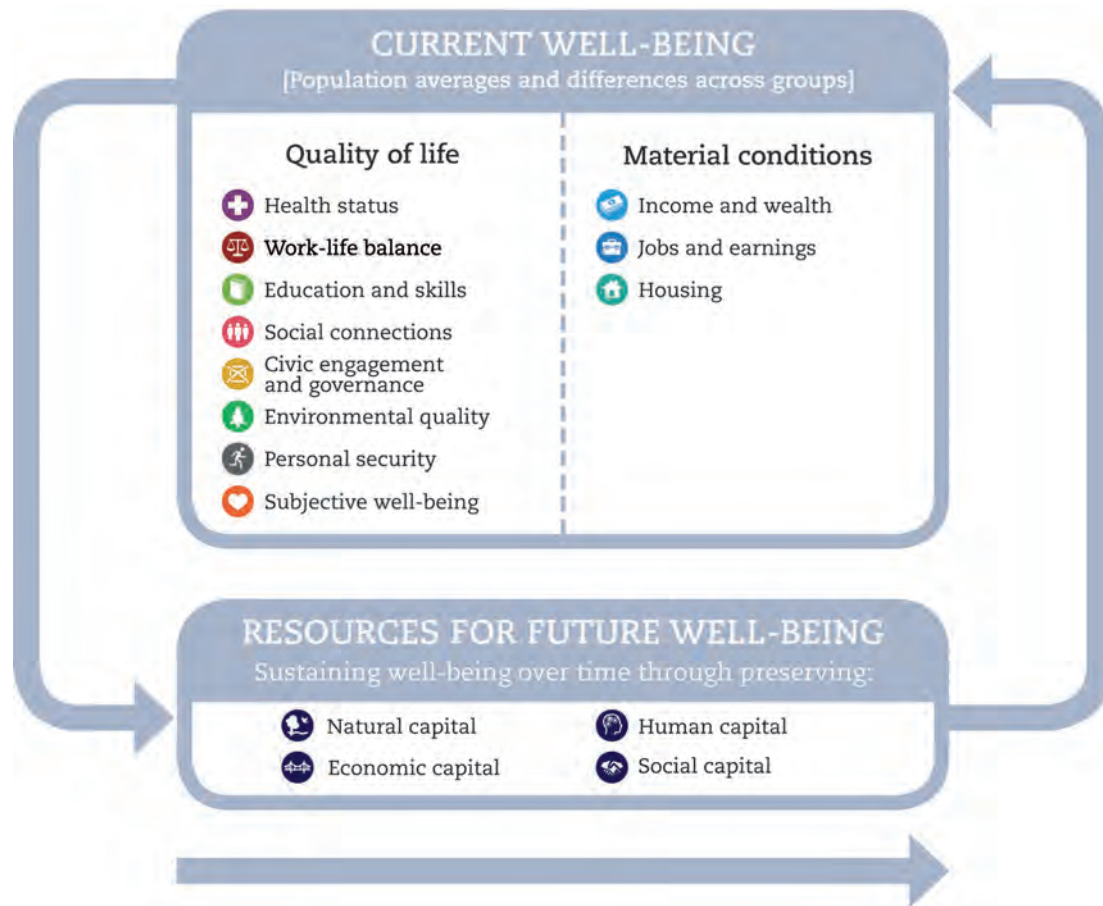 CURRENT WELL-BEING
[Population averages and differences across groups]
Quality of life
Health status
Work-life balance
Education and skills
Social connections
Civic engagement
and governance
Environmental quality
Personal security
Subjective well-being
Material conditions
Income and wealth
Jobs and earnings
Housing
RESOURCES FOR FUTURE WELL-BEING
Sustaining well-being over time through preserving:
Natural capital
Human capital
Economic capital
Social capital